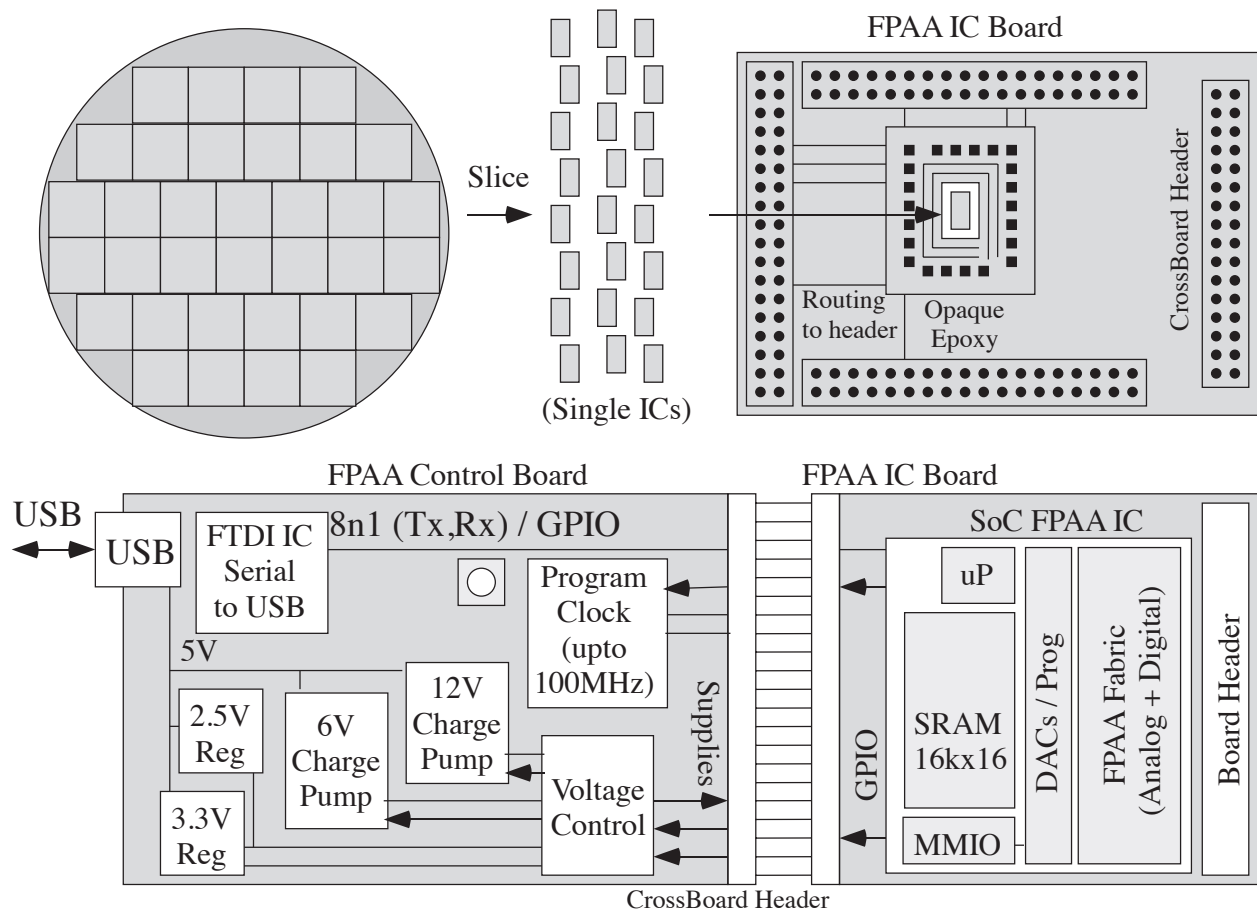 FPAA IC Board
Slice
(Single ICs)
Routing
to header
Opaque
Epoxy
CrossBoard Header
FPAA Control Board
FPAA IC Board
USB
USB
FTDI IC
Serial
to USB
8n1 (Tx,Rx) / GPIO
Program
Clock
(upto
100MHz)
5V
2.5V
Reg
3.3V
Reg
6V
Charge
Pump
12V
Charge
Pump
Voltage
Control
Supplies
GPIO
SoC FPAA IC
uP
SRAM
16kx16
MMIO
DACs / Prog
FPAA Fabric
(Analog + Digital)
Board Header
CrossBoard Header